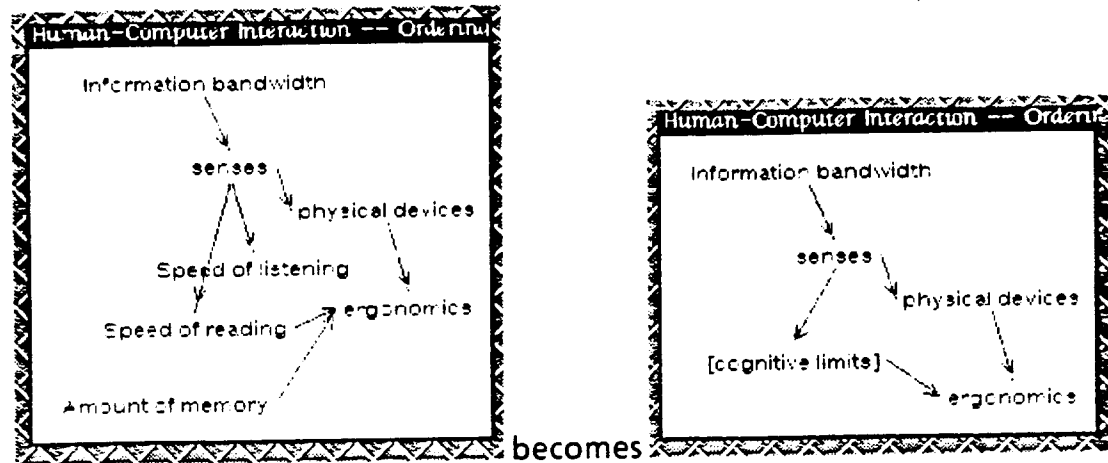 Human-Computer Interaction -- Ordering
Information bandwidth
senses
physical devices
Speed of listening
ergonomics
Speed of reading
Amount of memory
becomes
Human-Computer Interaction -- Orderin
Information bandwidth
senses
physical devices
[cognitive limits]
ergonomics